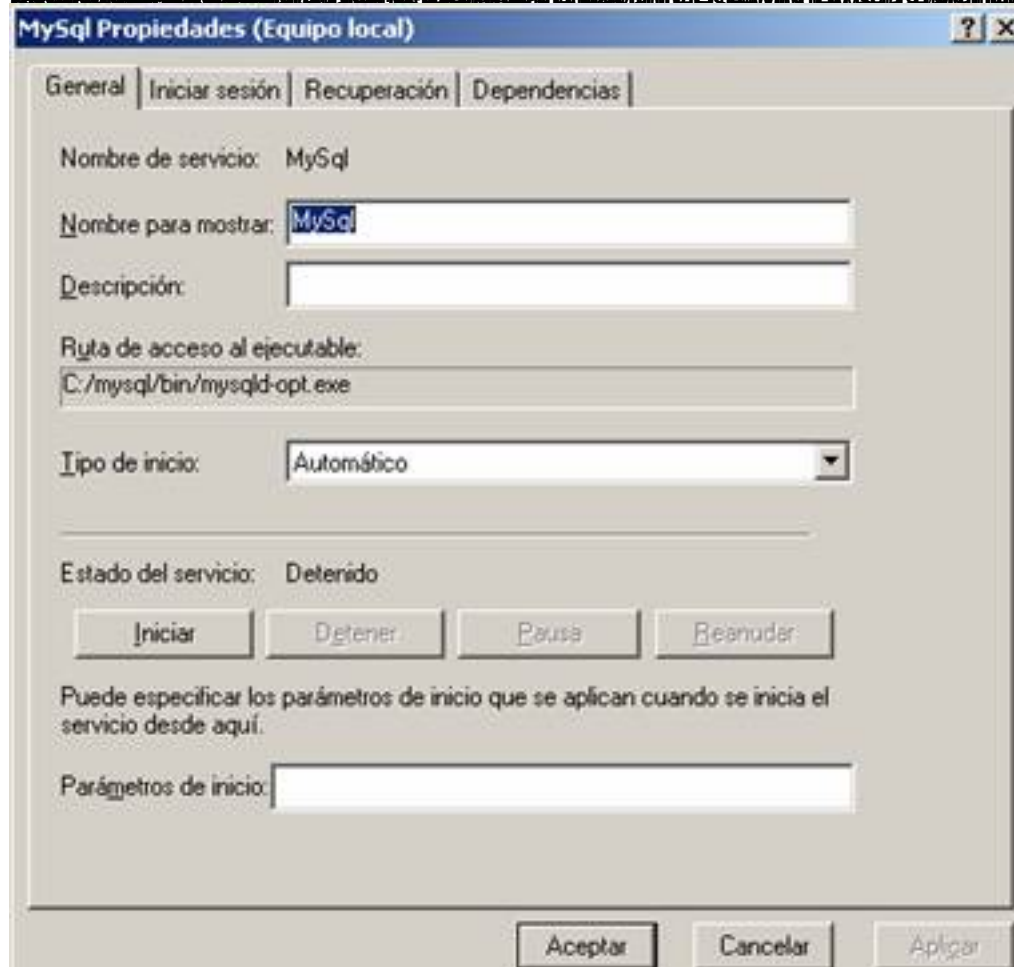 MySql Propiedades (Equipo local)
General
Iniciar sesión
Recuperación
Dependencias
Nombre de servicio: MySql
Nombre para mostrar: MySql
Descripción:
Ruta de acceso al ejecutable:
C:/mysql/bin/mysqld-opt.exe
Tipo de inicio: Automático
Estado del servicio: Detenido
Iniciar
Detener
Pausa
Reanudar
Puede especificar los parámetros de inicio que se aplican cuando se inicia el
servicio desde aquí.
Parámetros de inicio:
Aceptar
Cancelar
Aplicar